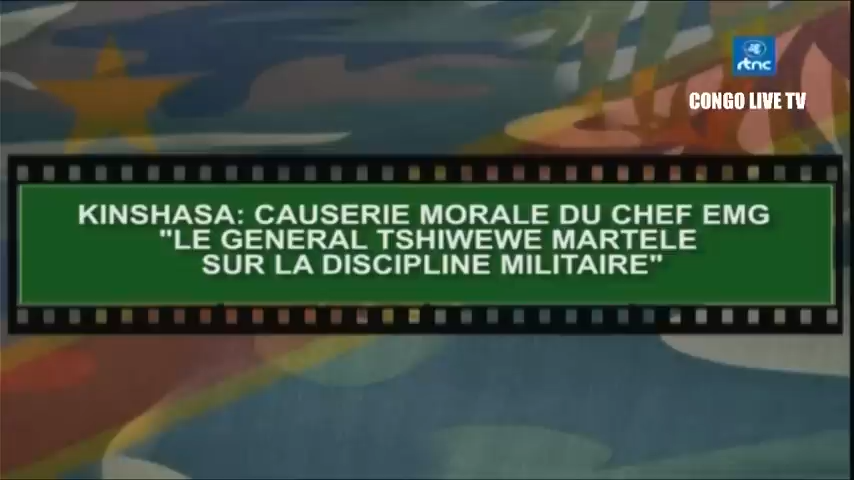 rtnc
CONGO LIVE TV
KINSHASA: CAUSERIE MORALE DU CHEF EMG
"LE GENERAL TSHIWEWE MARTELE
SUR LA DISCIPLINE MILITAIRE"